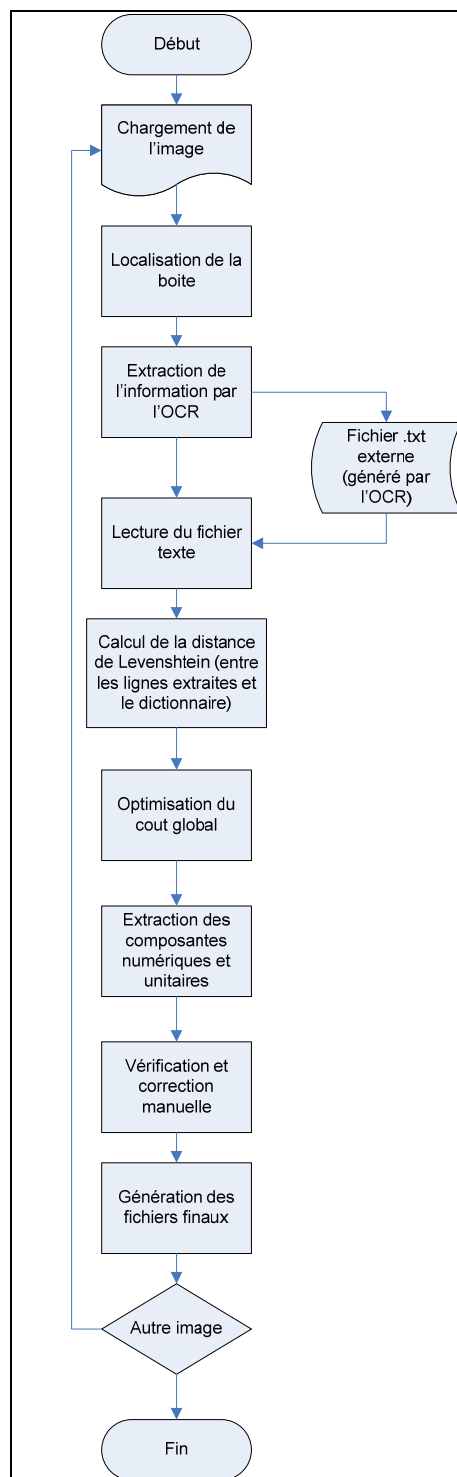 Début
Chargement de
l’image
Localisation de la
boite
Extraction de
l’information par
l’OCR
Fichier .txt
externe
(généré par
l’OCR)
Lecture du fichier
texte
Calcul de la distance
de Levenshtein (entre
les lignes extraites et
le dictionnaire)
Optimisation du
cout global
Extraction des
composantes
numériques et
unitaires
Vérification et
correction
manuelle
Génération des
fichiers finaux
Autre image
Fin